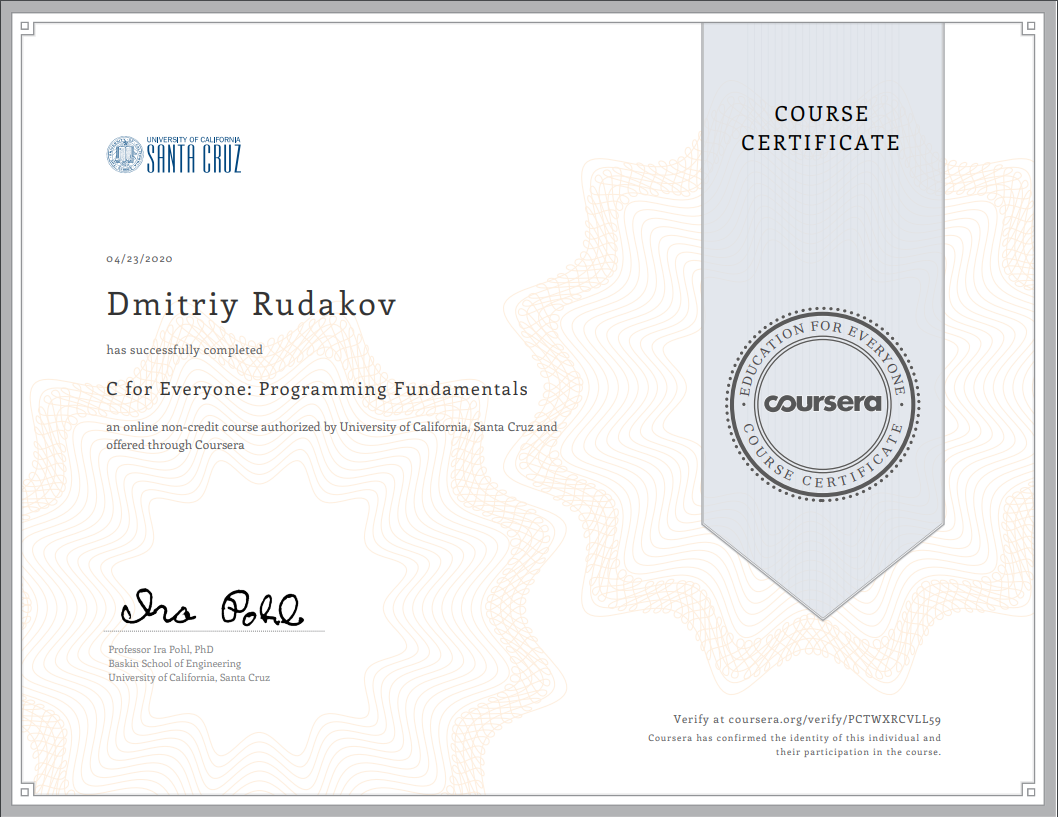 UNIVERSITY OF CALIFORNIA
SANTA CRUZ
COURSE
CERTIFICATE
04/23/2020
Dmitriy Rudakov
has successfully completed
C for Everyone: Programming Fundamentals
an online non-credit course authorized by University of California, Santa Cruz and
offered through Coursera
EDUCATION FOR EVERYONE
coursera
COURSE CERTIFICATE
Ira Pohl
Professor Ira Pohl, PhD
Baskin School of Engineering
University of California, Santa Cruz
Verify at coursera.org/verify/PCTWXRCVLL59
Coursera has confirmed the identity of this individual and
their participation in the course.